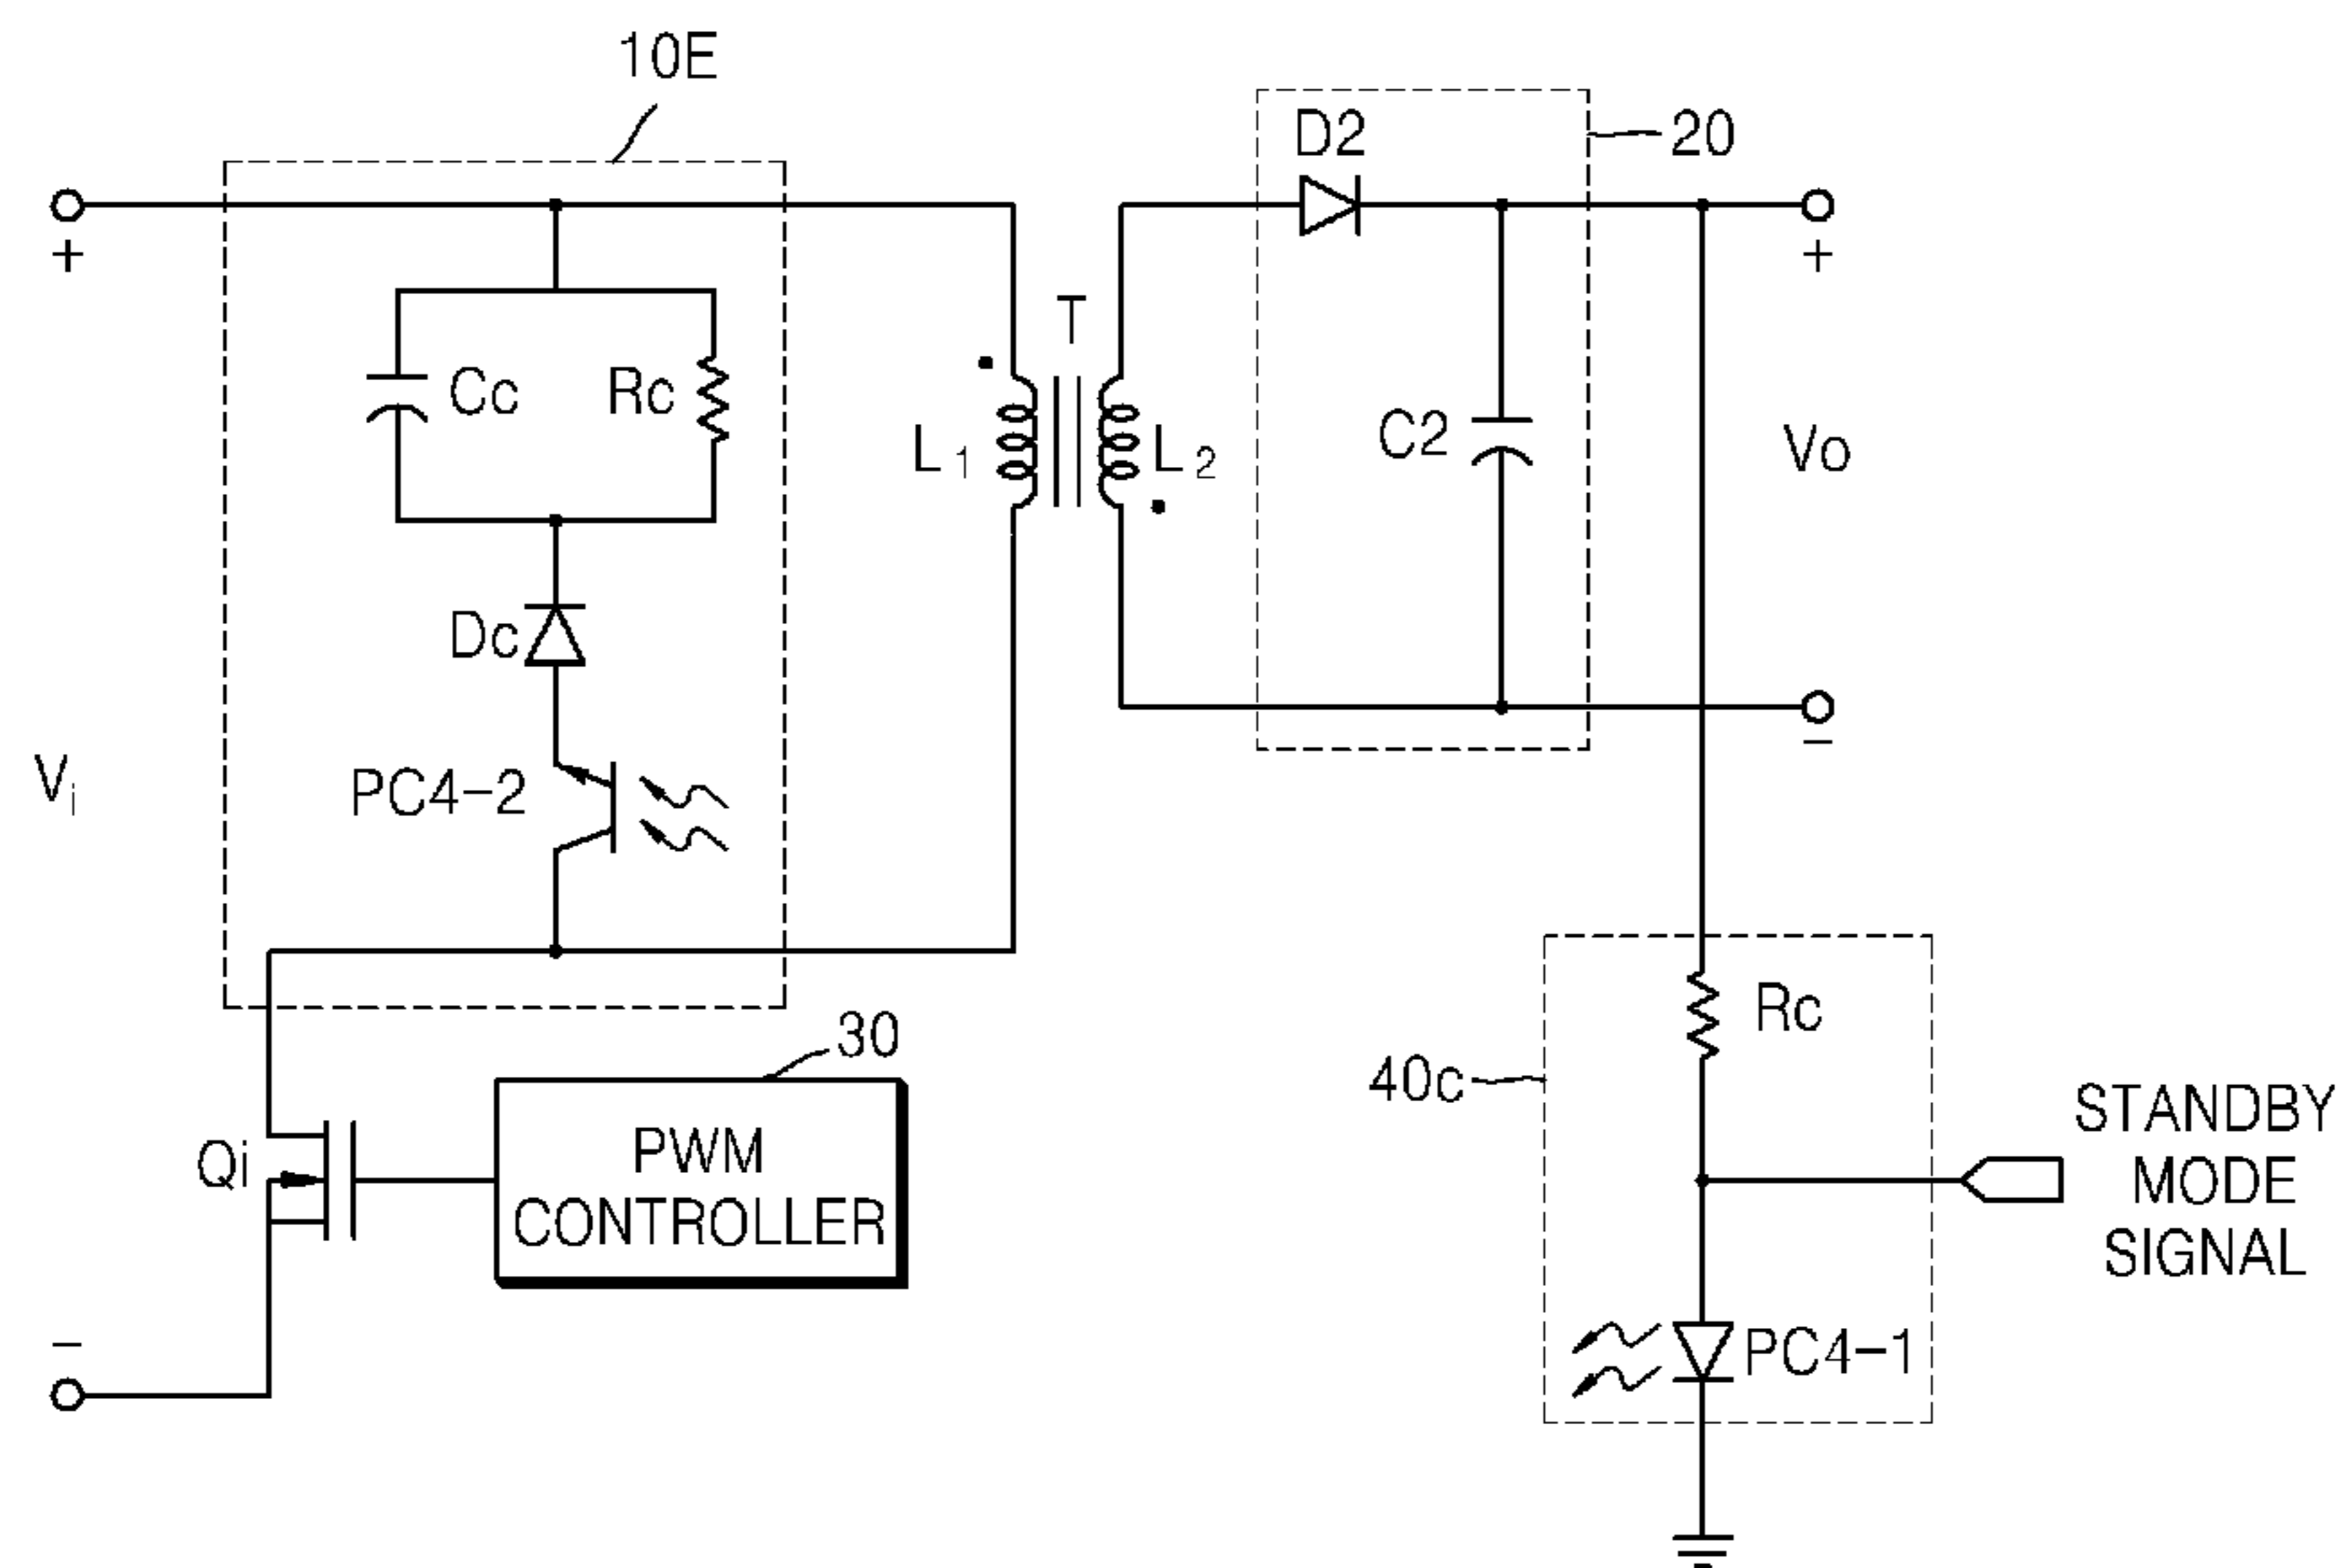 10E
D2
20
+
+
T
Cc
Rc
L1
L2
C2
Vo
Dc
−
Vi
PC4-2
Rc
30
40c
PWM
CONTROLLER
Qi
STANDBY
MODE
SIGNAL
−
PC4-1